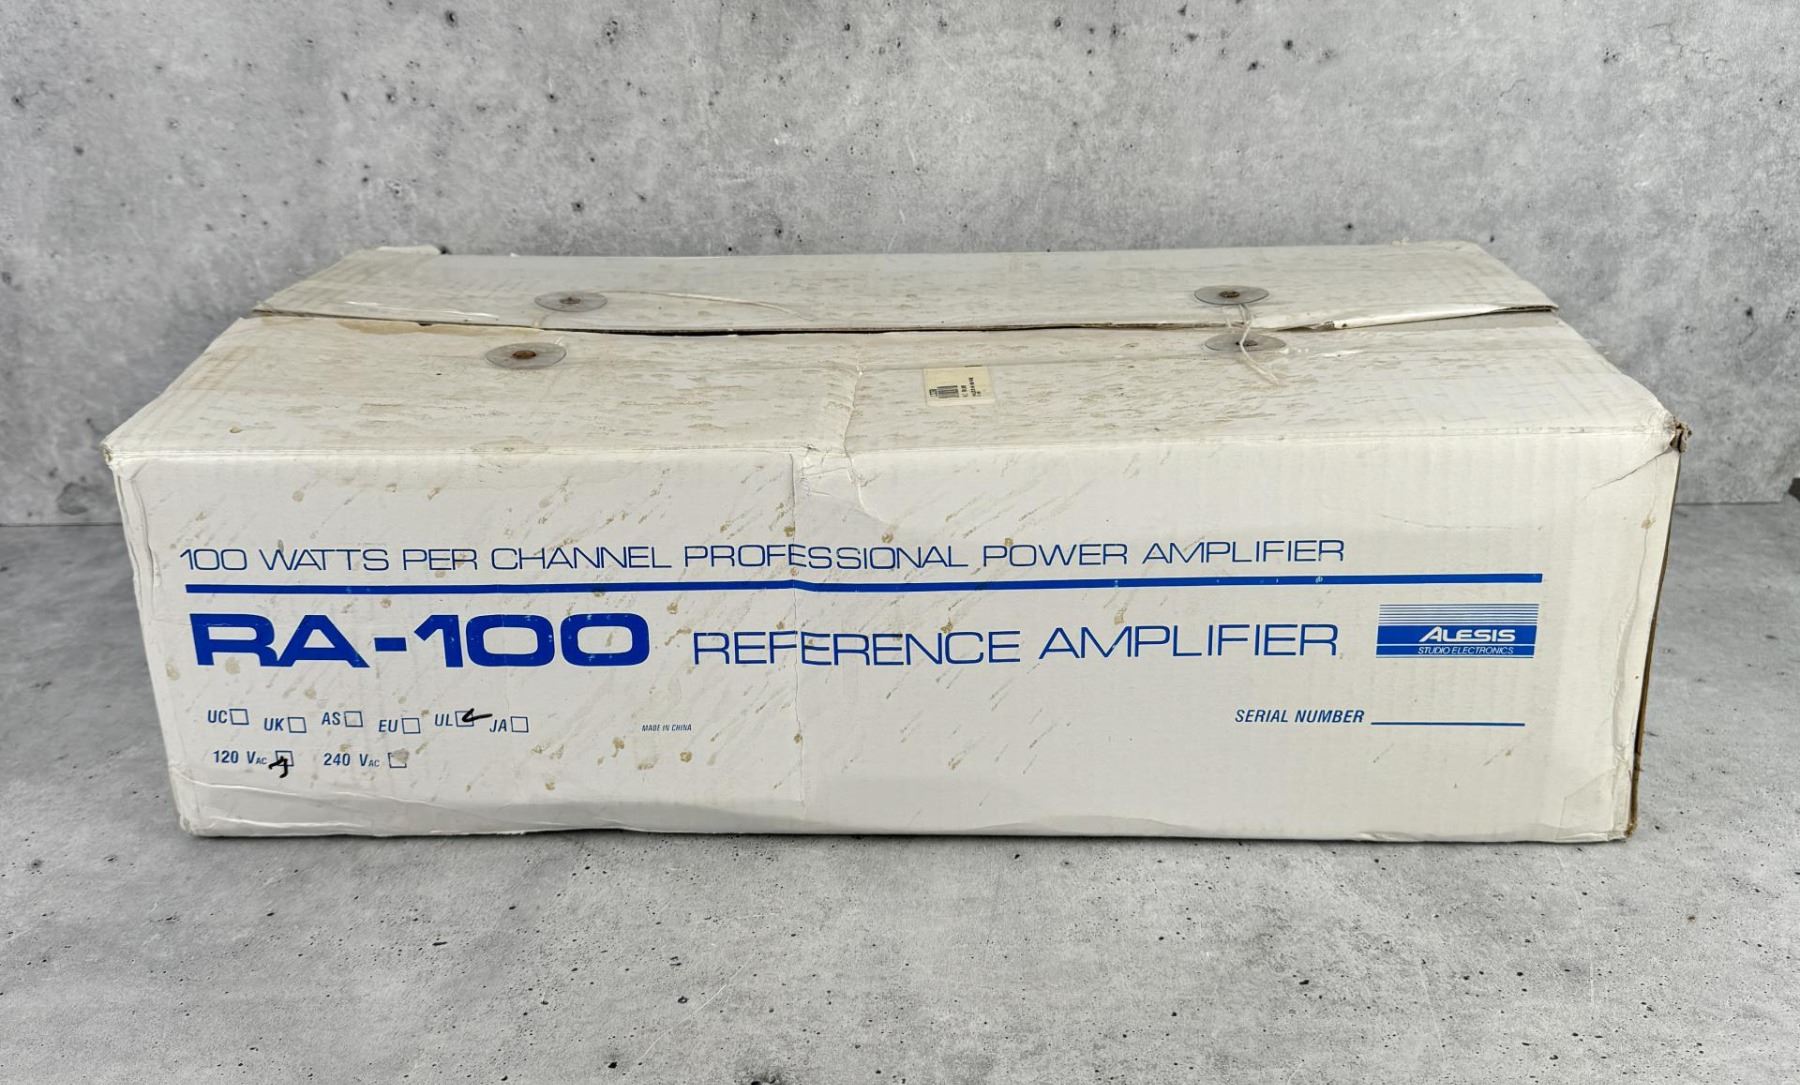 100 WATTS PER CHANNEL PROFESSIONAL POWER AMPLIFIER
RA-100 REFERENCE AMPLIFIER
ALESIS
STUDIO ELECTRONICS
UC UK AS EU UL JA
MADE IN CHINA
SERIAL NUMBER
120 VAC 240 VAC